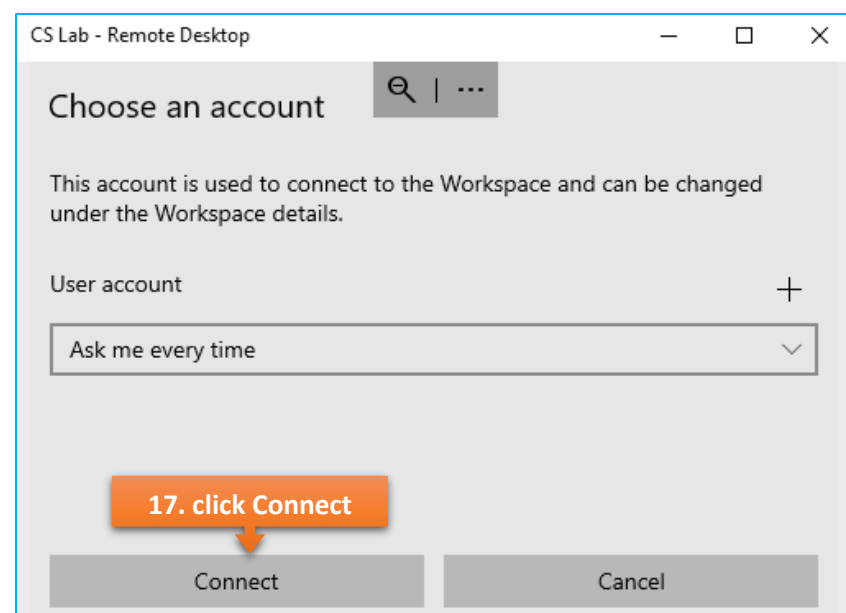 CS Lab - Remote Desktop
Choose an account
This account is used to connect to the Workspace and can be changed
under the Workspace details.
User account
Ask me every time
17. click Connect
Connect
Cancel